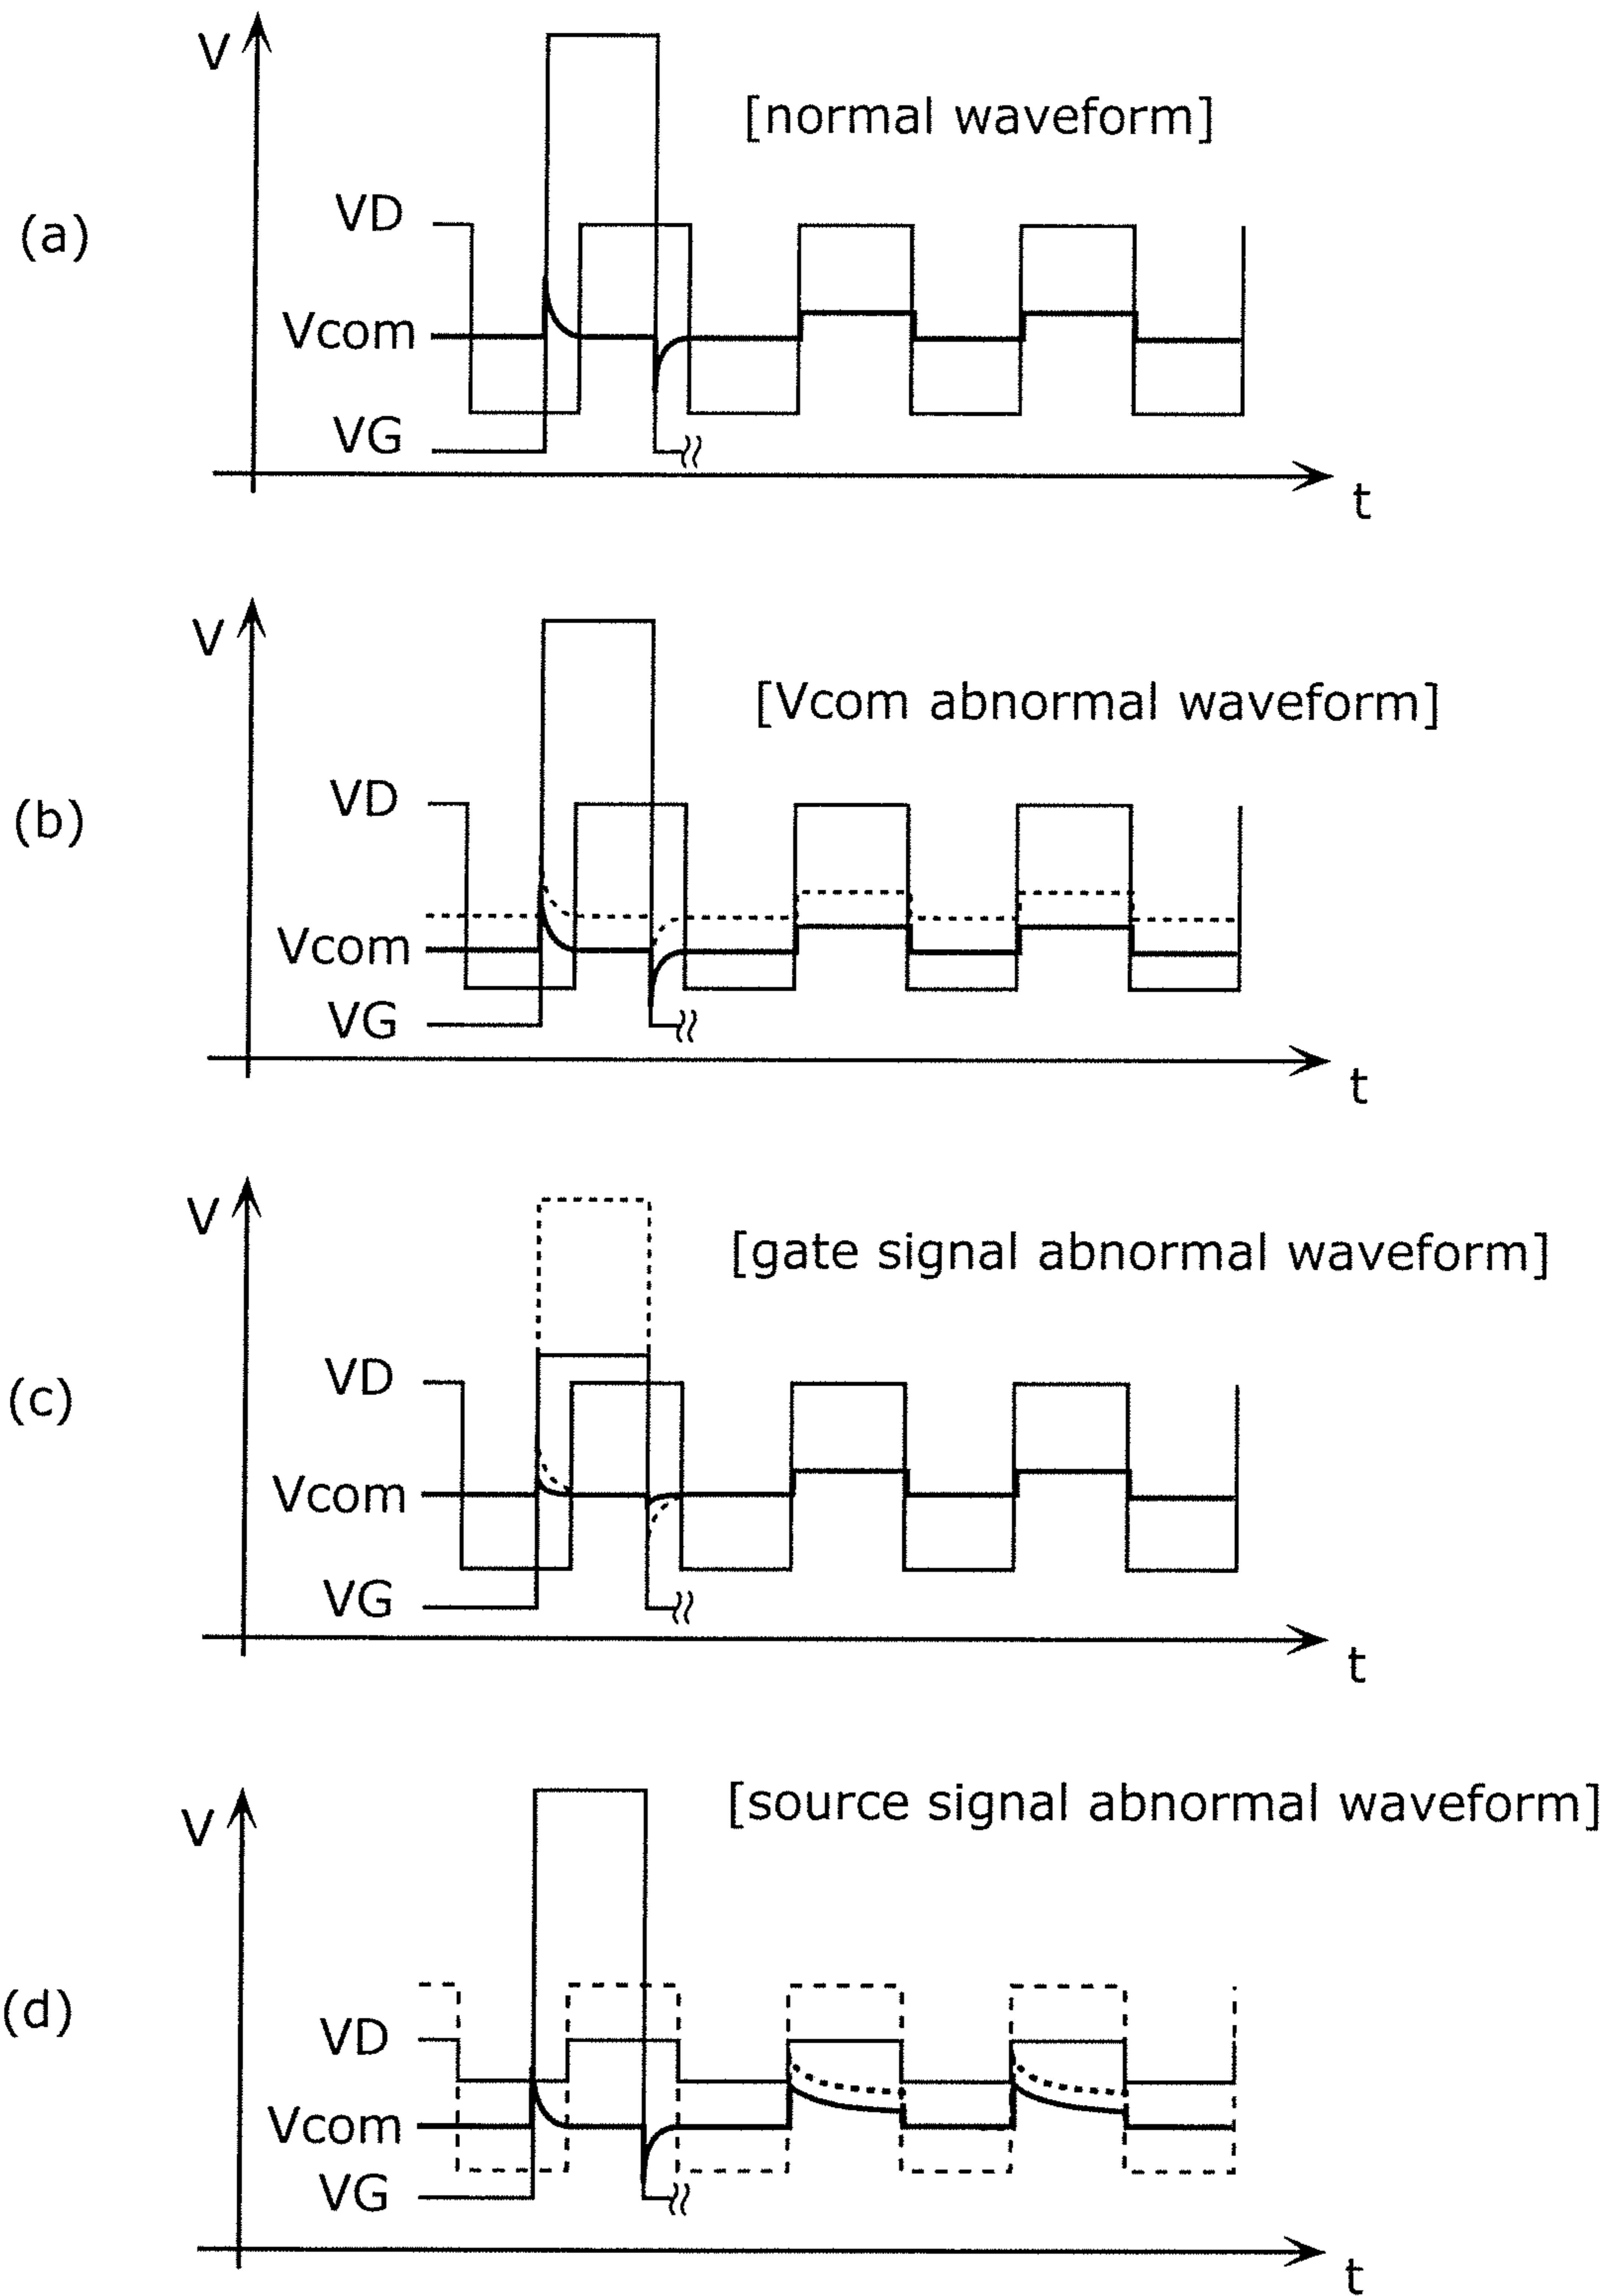 V
[normal waveform]
VD
(a)
Vcom
VG
t
V
[Vcom abnormal waveform]
VD
(b)
Vcom
VG
t
V
[gate signal abnormal waveform]
VD
(c)
Vcom
VG
t
[source signal abnormal waveform]
V
(d)
VD
Vcom
VG
t